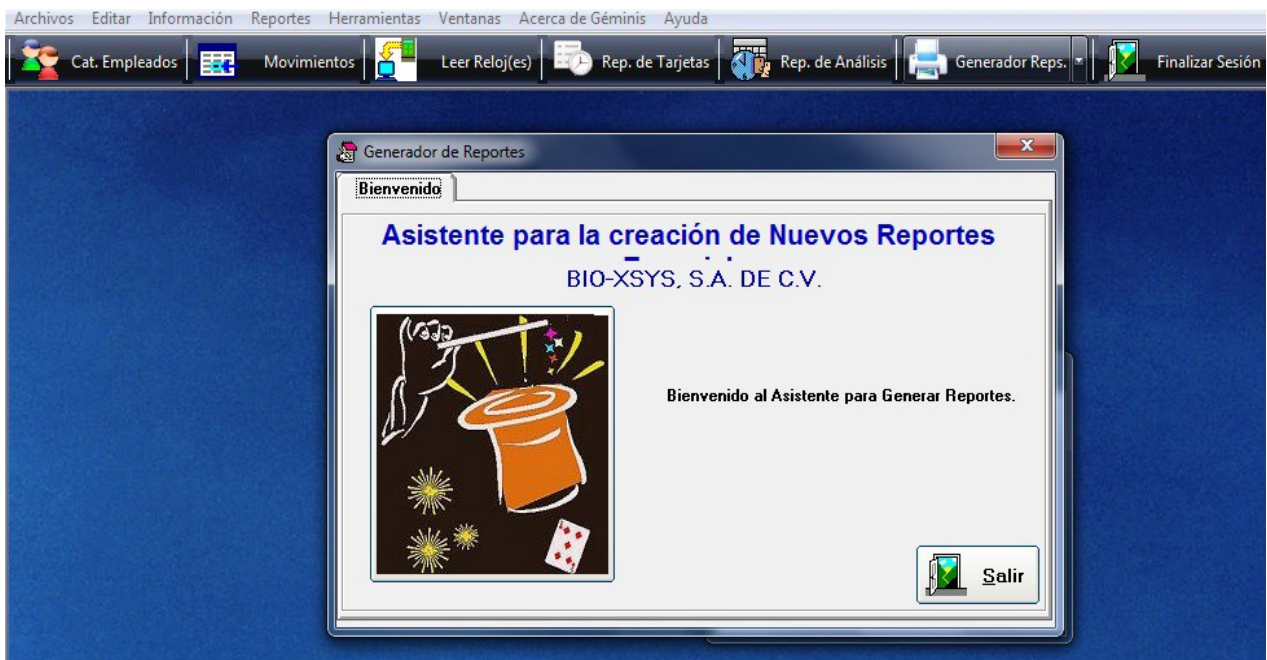 Archivos Editar Información Reportes Herramientas Ventanas Acerca de Géminis Ayuda
Cat. Empleados Movimientos Leer Reloj(es) Rep. de Tarjetas Rep. de Análisis Generador Reps. Finalizar Sesión
Generador de Reportes
Bienvenido
Asistente para la creación de Nuevos Reportes
BIO-XSYS, S.A. DE C.V.
Bienvenido al Asistente para Generar Reportes.
Salir